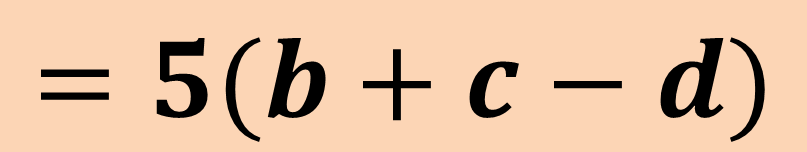 = 5(b + c − d)